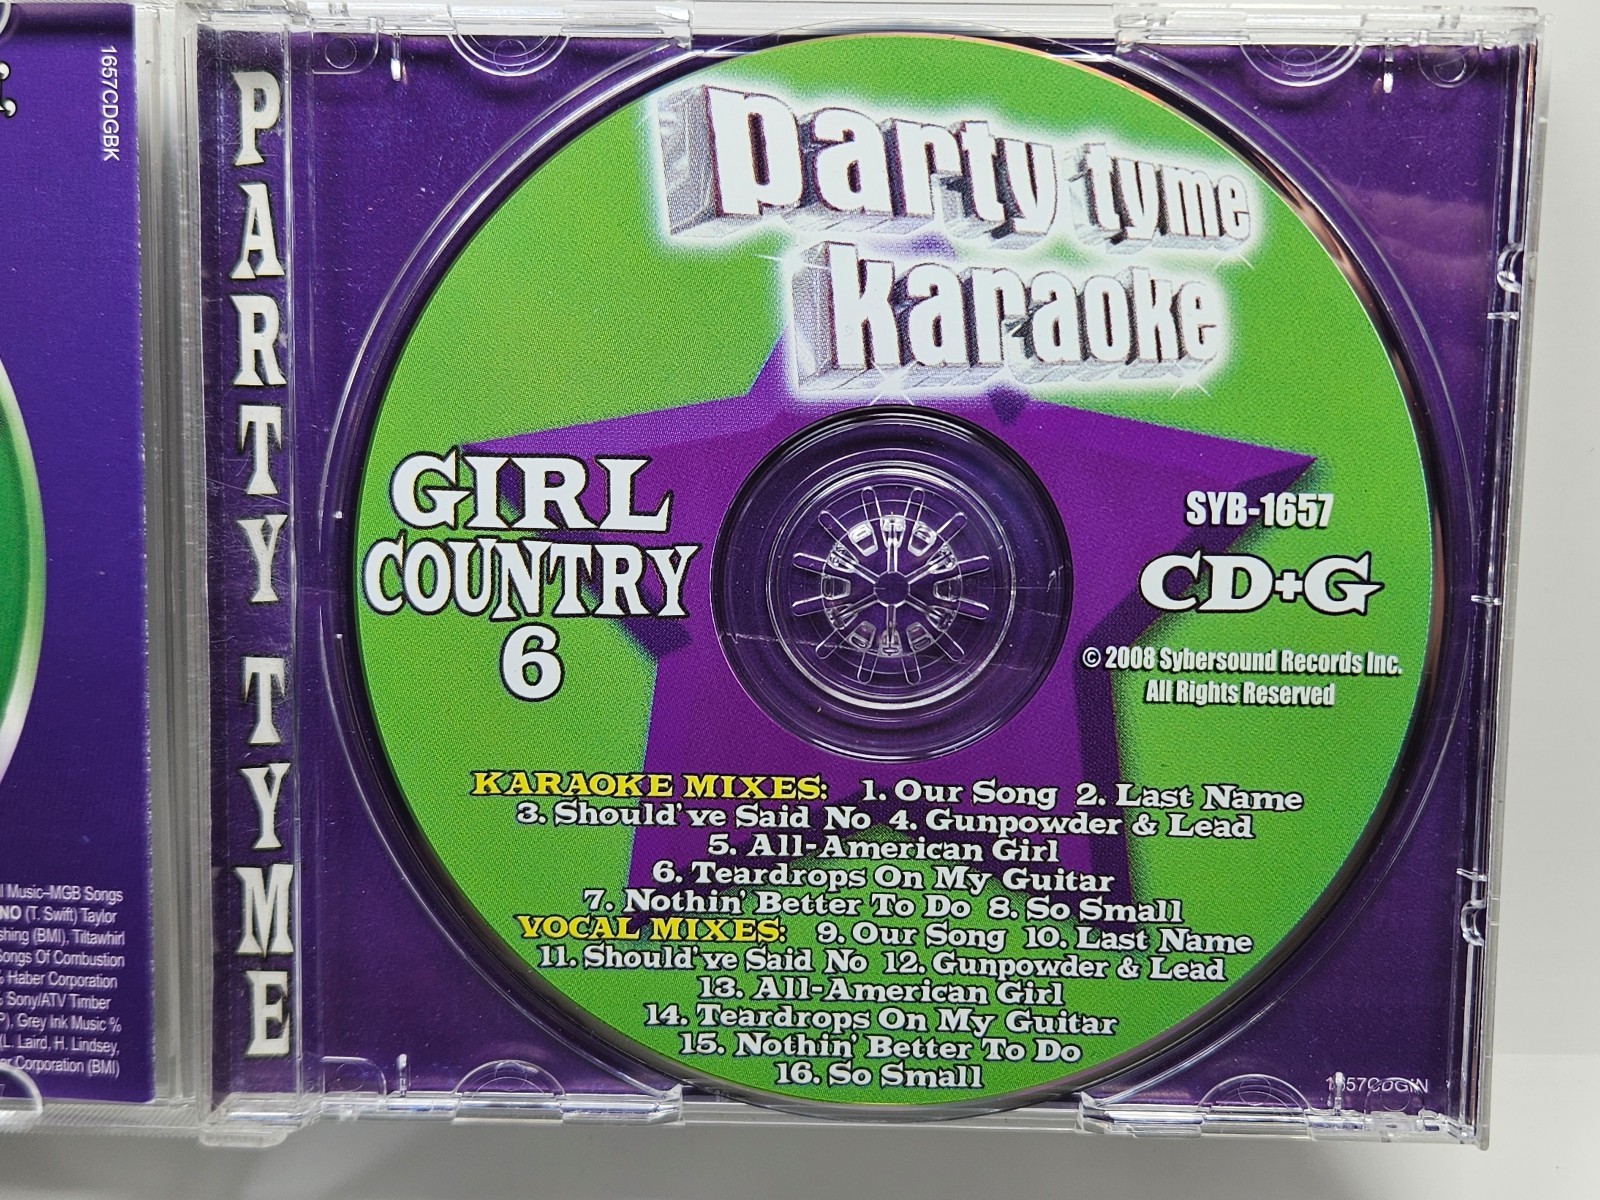 1657CDGBK
l Music–MGB Songs
NO (T. Swift) Taylor
shing (BMI), Tiltawhirl
Songs Of Combustion
% Haber Corporation
% Sony/ATV Timber
P), Grey Ink Music %
(L. Laird, H. Lindsey,
er Corporation (BMI)
PARTY TYME
party tyme
karaoke
GIRL
COUNTRY
6
SYB-1657
CD+G
© 2008 Sybersound Records Inc.
All Rights Reserved
KARAOKE MIXES: 1. Our Song 2. Last Name
3. Should've Said No 4. Gunpowder & Lead
5. All-American Girl
6. Teardrops On My Guitar
7. Nothin' Better To Do 8. So Small
VOCAL MIXES: 9. Our Song 10. Last Name
11. Should've Said No 12. Gunpowder & Lead
13. All-American Girl
14. Teardrops On My Guitar
15. Nothin' Better To Do
16. So Small
1657CDGIN